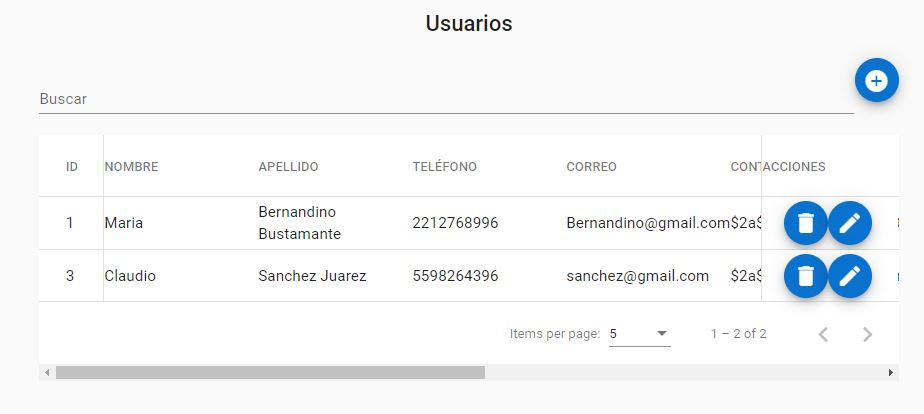 Usuarios
Buscar
ID NOMBRE APELLIDO TELÉFONO CORREO CONT ACCIONES
1 Maria Bernandino Bustamante 2212768996 Bernandino@gmail.com $2a$
3 Claudio Sanchez Juarez 5598264396 sanchez@gmail.com $2a$
Items per page: 5 1 – 2 of 2